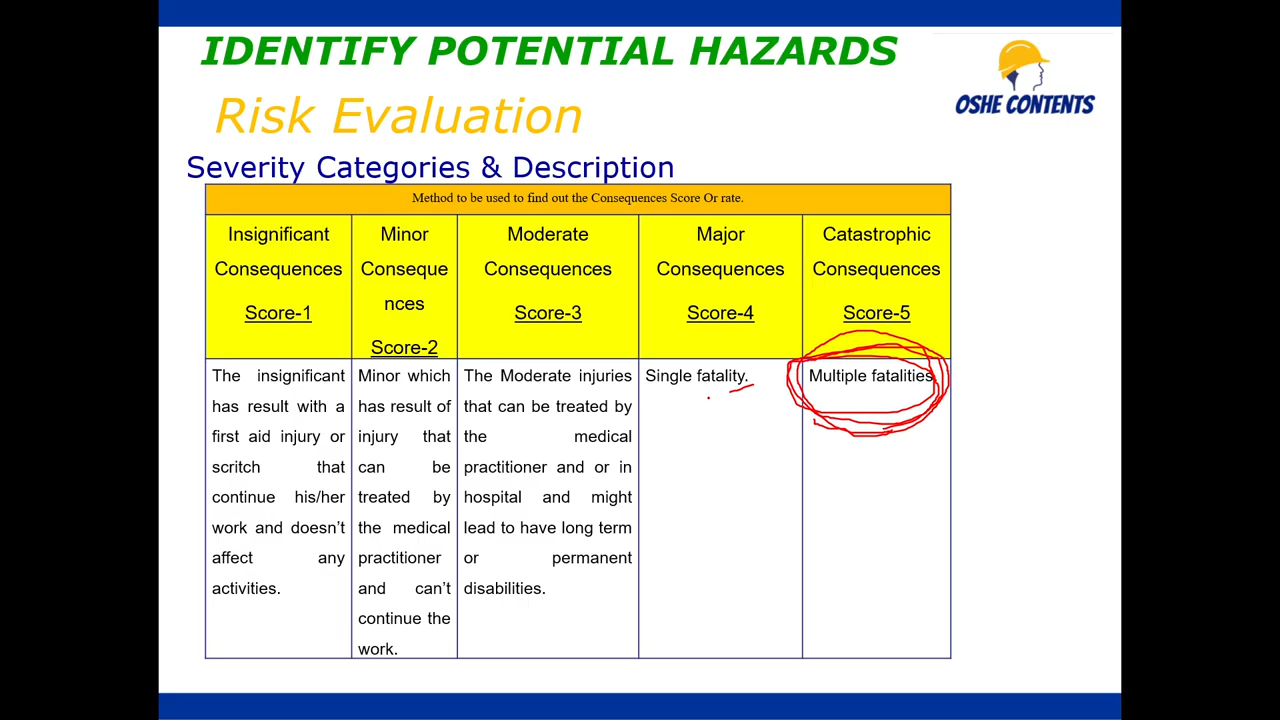 IDENTIFY POTENTIAL HAZARDS
OSHE CONTENTS
Risk Evaluation
Severity Categories & Description
Method to be used to find out the Consequences Score Or rate.
Insignificant
Consequences
Score-1
Minor
Conseque
nces
Score-2
Moderate
Consequences
Score-3
Major
Consequences
Score-4
Catastrophic
Consequences
Score-5
The insignificant
has result with a
first aid injury or
scritch that
continue his/her
work and doesn't
affect any
activities.
Minor which
has result of
injury that
can be
treated by
the medical
practitioner
and can't
continue the
work.
The Moderate injuries
that can be treated by
the medical
practitioner and or in
hospital and might
lead to have long term
or permanent
disabilities.
Single fatality.
Multiple fatalities